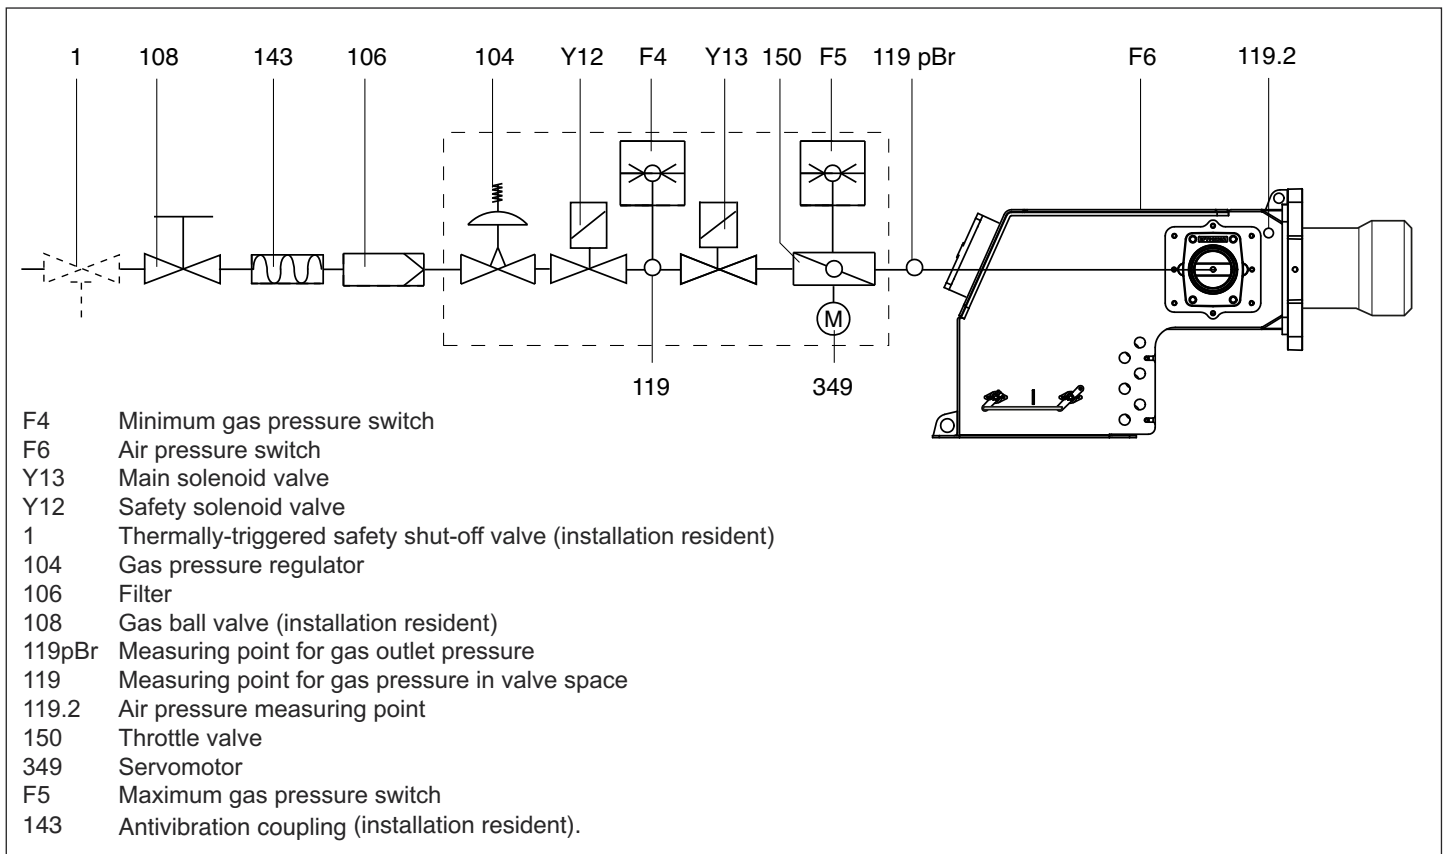 1 108 143 106 104 Y12 F4 Y13 150 F5 119 pBr F6 119.2
M
119 349
F4 Minimum gas pressure switch
F6 Air pressure switch
Y13 Main solenoid valve
Y12 Safety solenoid valve
1 Thermally-triggered safety shut-off valve (installation resident)
104 Gas pressure regulator
106 Filter
108 Gas ball valve (installation resident)
119pBr Measuring point for gas outlet pressure
119 Measuring point for gas pressure in valve space
119.2 Air pressure measuring point
150 Throttle valve
349 Servomotor
F5 Maximum gas pressure switch
143 Antivibration coupling (installation resident).